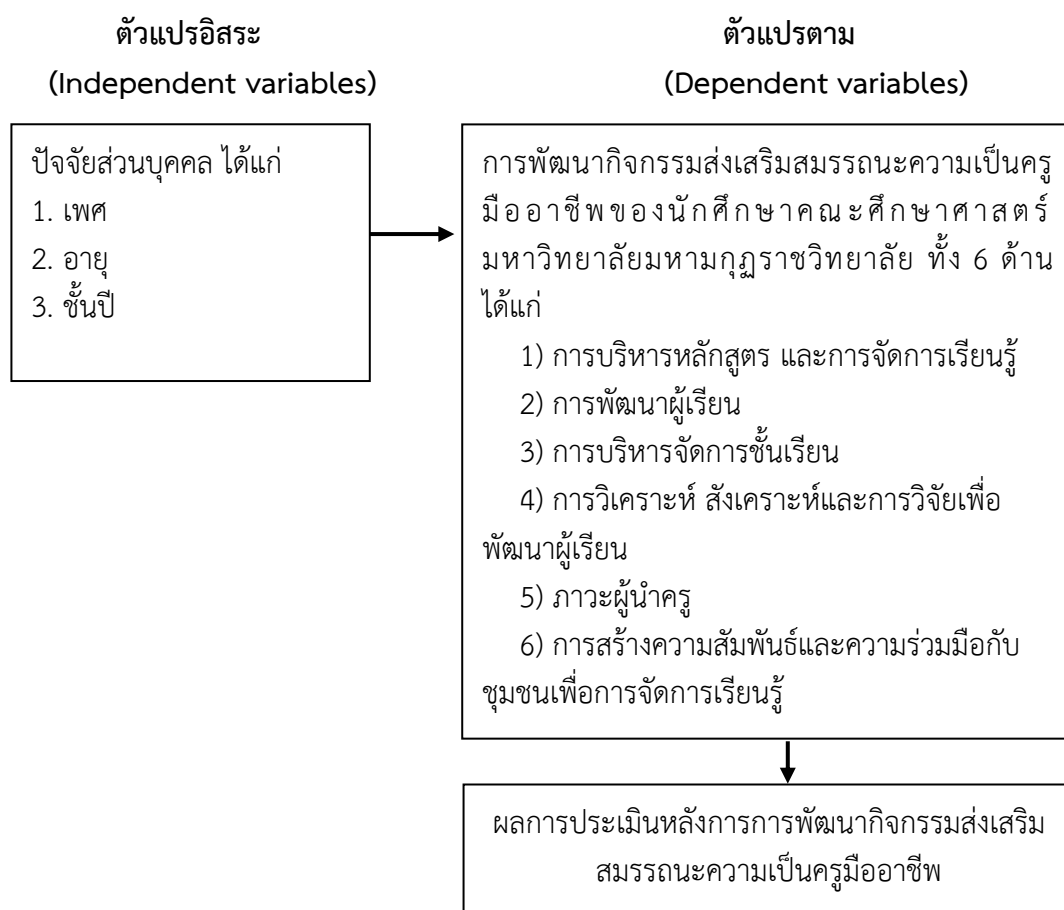 ตัวแปรอิสระ
(Independent variables)
ตัวแปรตาม
(Dependent variables)
ปัจจัยส่วนบุคคล ได้แก่
1. เพศ
2. อายุ
3. ชั้นปี
การพัฒนากิจกรรมส่งเสริมสมรรถนะความเป็นครู
มืออาชีพของนักศึกษาคณะศึกษาศาสตร์
มหาวิทยาลัยมหามกุฏราชวิทยาลัย ทั้ง 6 ด้าน
ได้แก่
1) การบริหารหลักสูตร และการจัดการเรียนรู้
2) การพัฒนาผู้เรียน
3) การบริหารจัดการชั้นเรียน
4) การวิเคราะห์ สังเคราะห์และการวิจัยเพื่อ
พัฒนาผู้เรียน
5) ภาวะผู้นำครู
6) การสร้างความสัมพันธ์และความร่วมมือกับ
ชุมชนเพื่อการจัดการเรียนรู้
ผลการประเมินหลังการการพัฒนากิจกรรมส่งเสริม
สมรรถนะความเป็นครูมืออาชีพ